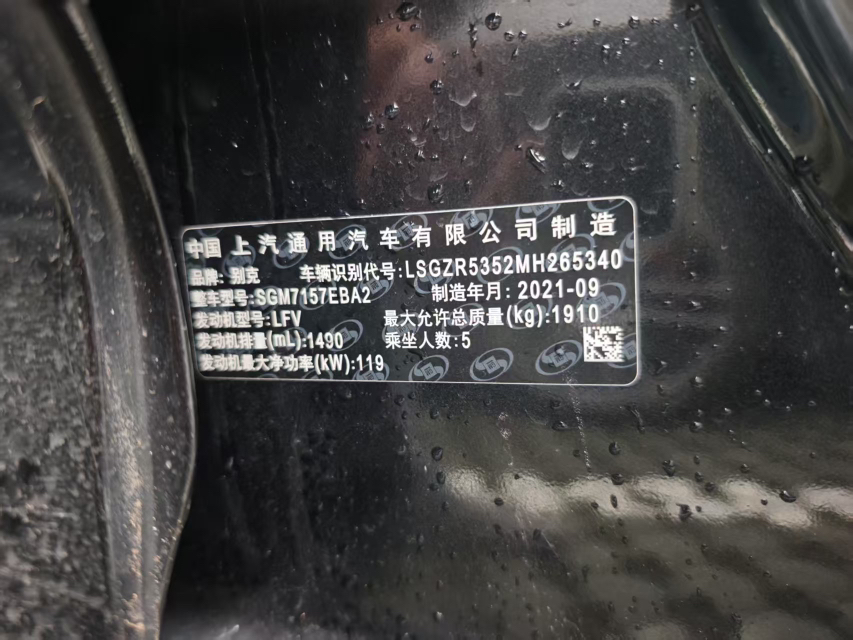 中国上汽通用汽车有限公司制造
品牌: 别克 车辆识别代号:LSGZR5352MH265340
整车型号:SGM7157EBA2 制造年月: 2021-09
发动机型号:LFV 最大允许总质量(kg):1910
发动机排量(mL):1490 乘坐人数:5
发动机最大净功率(kW):119